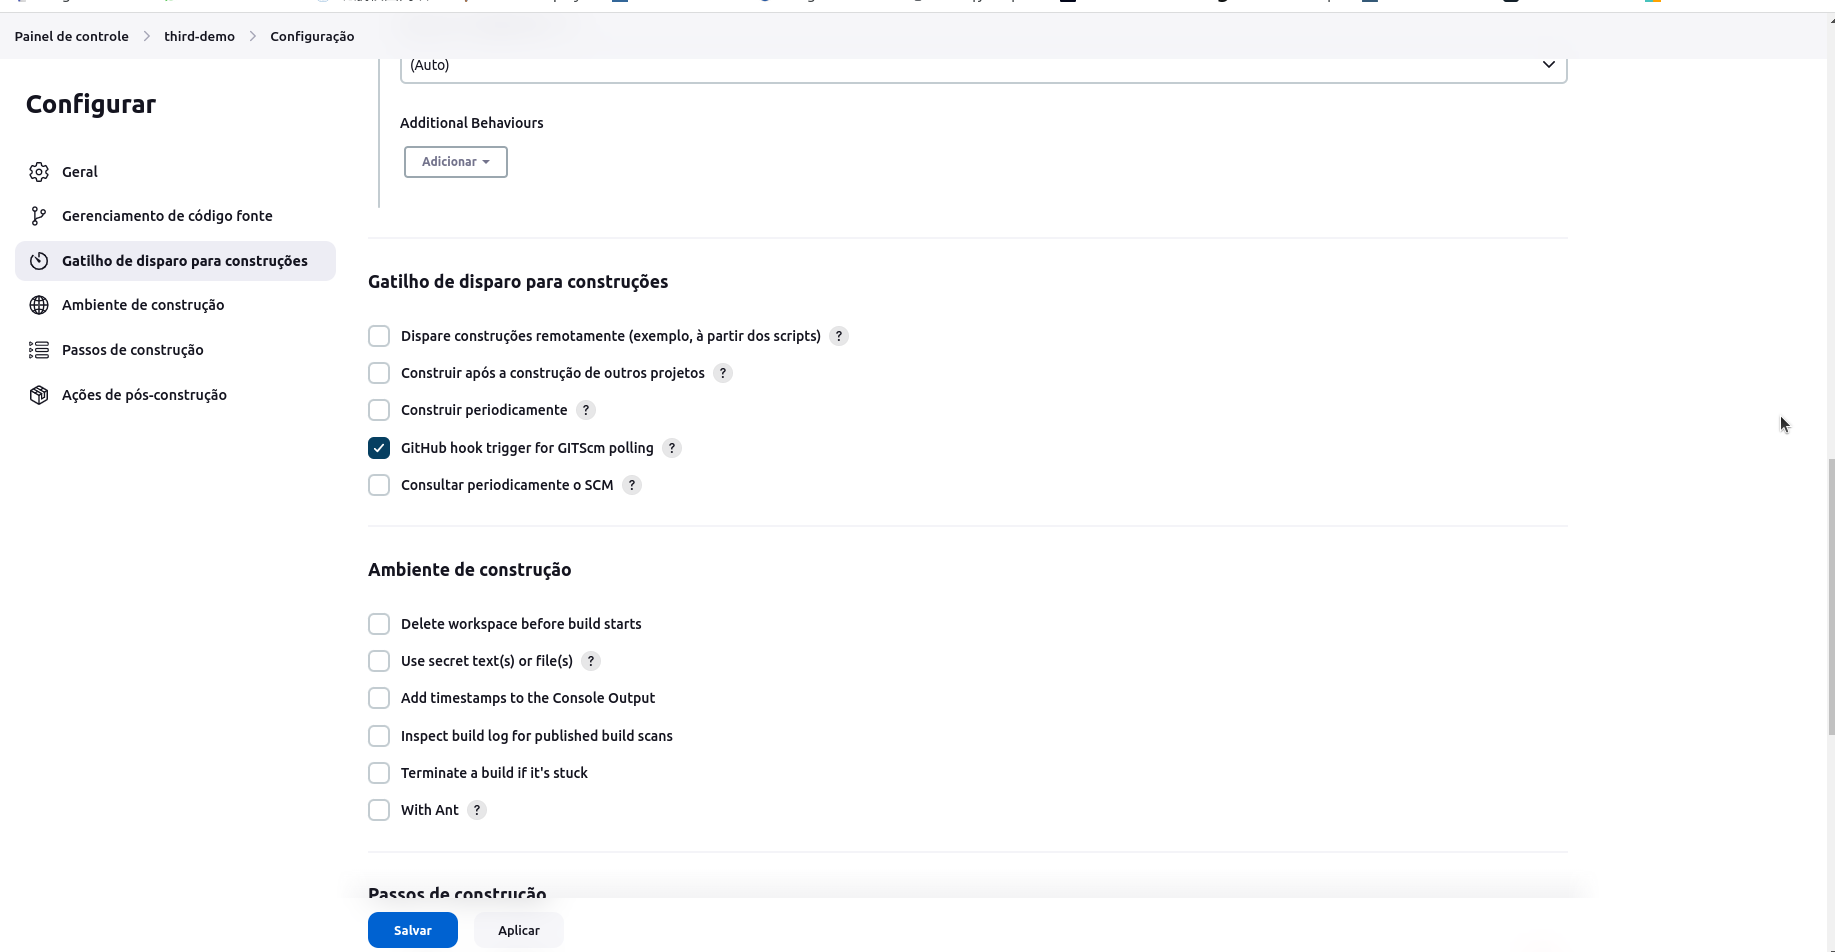 Painel de controle > third-demo > Configuração
Configurar
Geral
Gerenciamento de código fonte
Gatilho de disparo para construções
Ambiente de construção
Passos de construção
Ações de pós-construção
(Auto)
Additional Behaviours
Adicionar
Gatilho de disparo para construções
Dispare construções remotamente (exemplo, à partir dos scripts) ?
Construir após a construção de outros projetos ?
Construir periodicamente ?
GitHub hook trigger for GITScm polling ?
Consultar periodicamente o SCM ?
Ambiente de construção
Delete workspace before build starts
Use secret text(s) or file(s) ?
Add timestamps to the Console Output
Inspect build log for published build scans
Terminate a build if it's stuck
With Ant ?
Passos de construção
Salvar
Aplicar